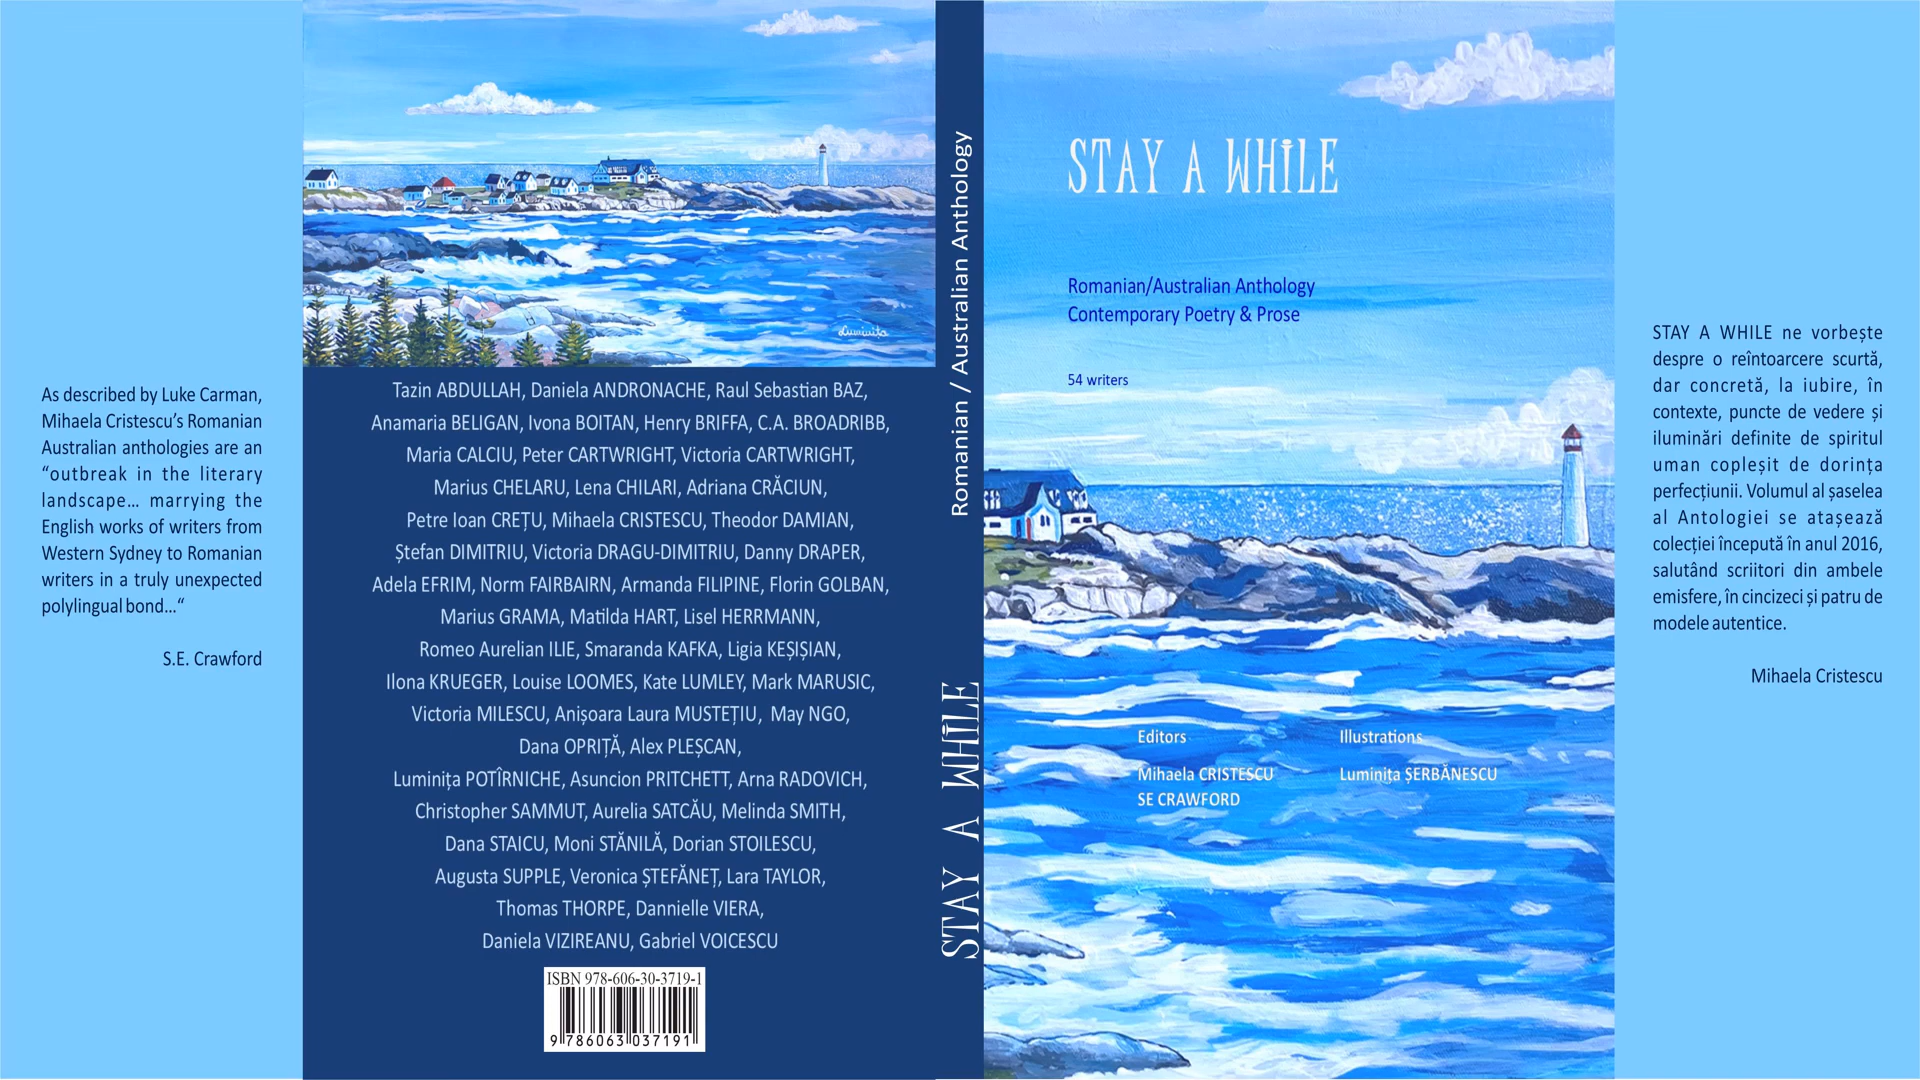 As described by Luke Carman,
Mihaela Cristescu’s Romanian
Australian anthologies are an
“outbreak in the literary
landscape… marrying the
English works of writers from
Western Sydney to Romanian
writers in a truly unexpected
polylingual bond…“
S.E. Crawford
Luminița
Tazin ABDULLAH, Daniela ANDRONACHE, Raul Sebastian BAZ,
Anamaria BELIGAN, Ivona BOITAN, Henry BRIFFA, C.A. BROADRIBB,
Maria CALCIU, Peter CARTWRIGHT, Victoria CARTWRIGHT,
Marius CHELARU, Lena CHILARI, Adriana CRĂCIUN,
Petre Ioan CREȚU, Mihaela CRISTESCU, Theodor DAMIAN,
Ștefan DIMITRIU, Victoria DRAGU-DIMITRIU, Danny DRAPER,
Adela EFRIM, Norm FAIRBAIRN, Armanda FILIPINE, Florin GOLBAN,
Marius GRAMA, Matilda HART, Lisel HERRMANN,
Romeo Aurelian ILIE, Smaranda KAFKA, Ligia KEȘIȘIAN,
Ilona KRUEGER, Louise LOOMES, Kate LUMLEY, Mark MARUSIC,
Victoria MILESCU, Anișoara Laura MUSTEȚIU, May NGO,
Dana OPRIȚĂ, Alex PLEȘCAN,
Luminița POTÎRNICHE, Asuncion PRITCHETT, Arna RADOVICH,
Christopher SAMMUT, Aurelia SATCĂU, Melinda SMITH,
Dana STAICU, Moni STĂNILĂ, Dorian STOILESCU,
Augusta SUPPLE, Veronica ȘTEFĂNEȚ, Lara TAYLOR,
Thomas THORPE, Dannielle VIERA,
Daniela VIZIREANU, Gabriel VOICESCU
ISBN 978-606-30-3719-1
9 786063 037191
STAY A WHILE
Romanian / Australian Anthology
STAY A WHILE
Romanian/Australian Anthology
Contemporary Poetry & Prose
54 writers
Editors
Mihaela CRISTESCU
SE CRAWFORD
Illustrations
Luminița ȘERBĂNESCU
STAY A WHILE ne vorbește
despre o reîntoarcere scurtă,
dar concretă, la iubire, în
contexte, puncte de vedere și
iluminări definite de spiritul
uman copleșit de dorința
perfecțiunii. Volumul al șaselea
al Antologiei se atașează
colecției începută în anul 2016,
salutând scriitori din ambele
emisfere, în cincizeci și patru de
modele autentice.
Mihaela Cristescu